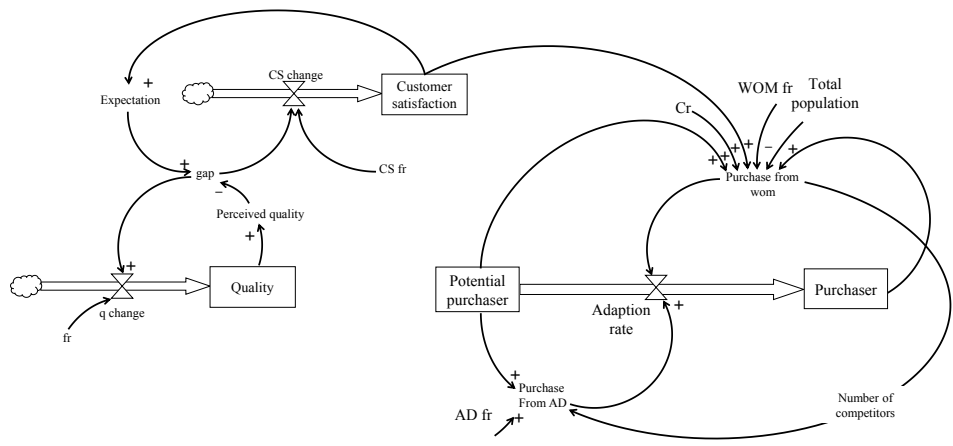 CS change
Customer
satisfaction
+
Expectation
WOM fr
Total
population
Cr
+
gap
CS fr
+
+
+
+
–
+
Purchase from
wom
–
Perceived quality
+
+
Quality
q change
fr
Potential
purchaser
Purchaser
Adaption
rate
+
+
Purchase
From AD
+
AD fr
Number of
competitors